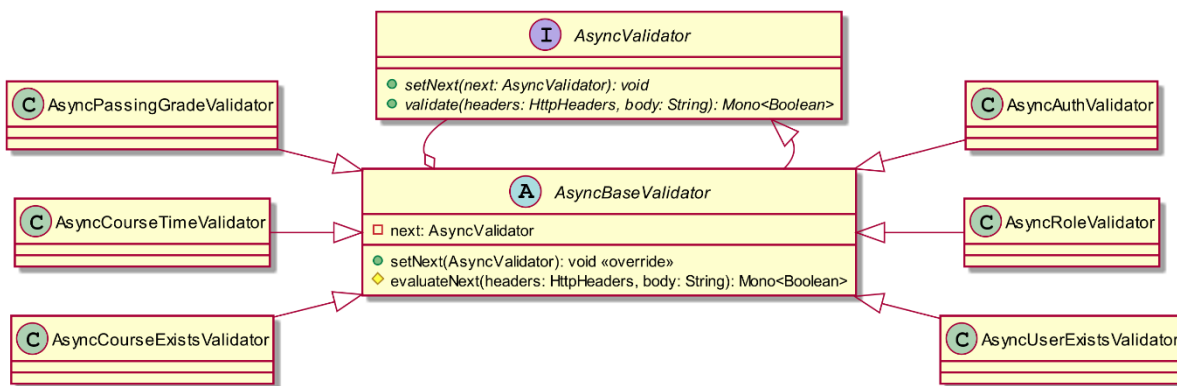 I AsyncValidator
setNext(next: AsyncValidator): void
validate(headers: HttpHeaders, body: String): Mono<Boolean>
C AsyncPassingGradeValidator
C AsyncAuthValidator
A AsyncBaseValidator
next: AsyncValidator
setNext(AsyncValidator): void «override»
evaluateNext(headers: HttpHeaders, body: String): Mono<Boolean>
C AsyncCourseTimeValidator
C AsyncRoleValidator
C AsyncCourseExistsValidator
C AsyncUserExistsValidator